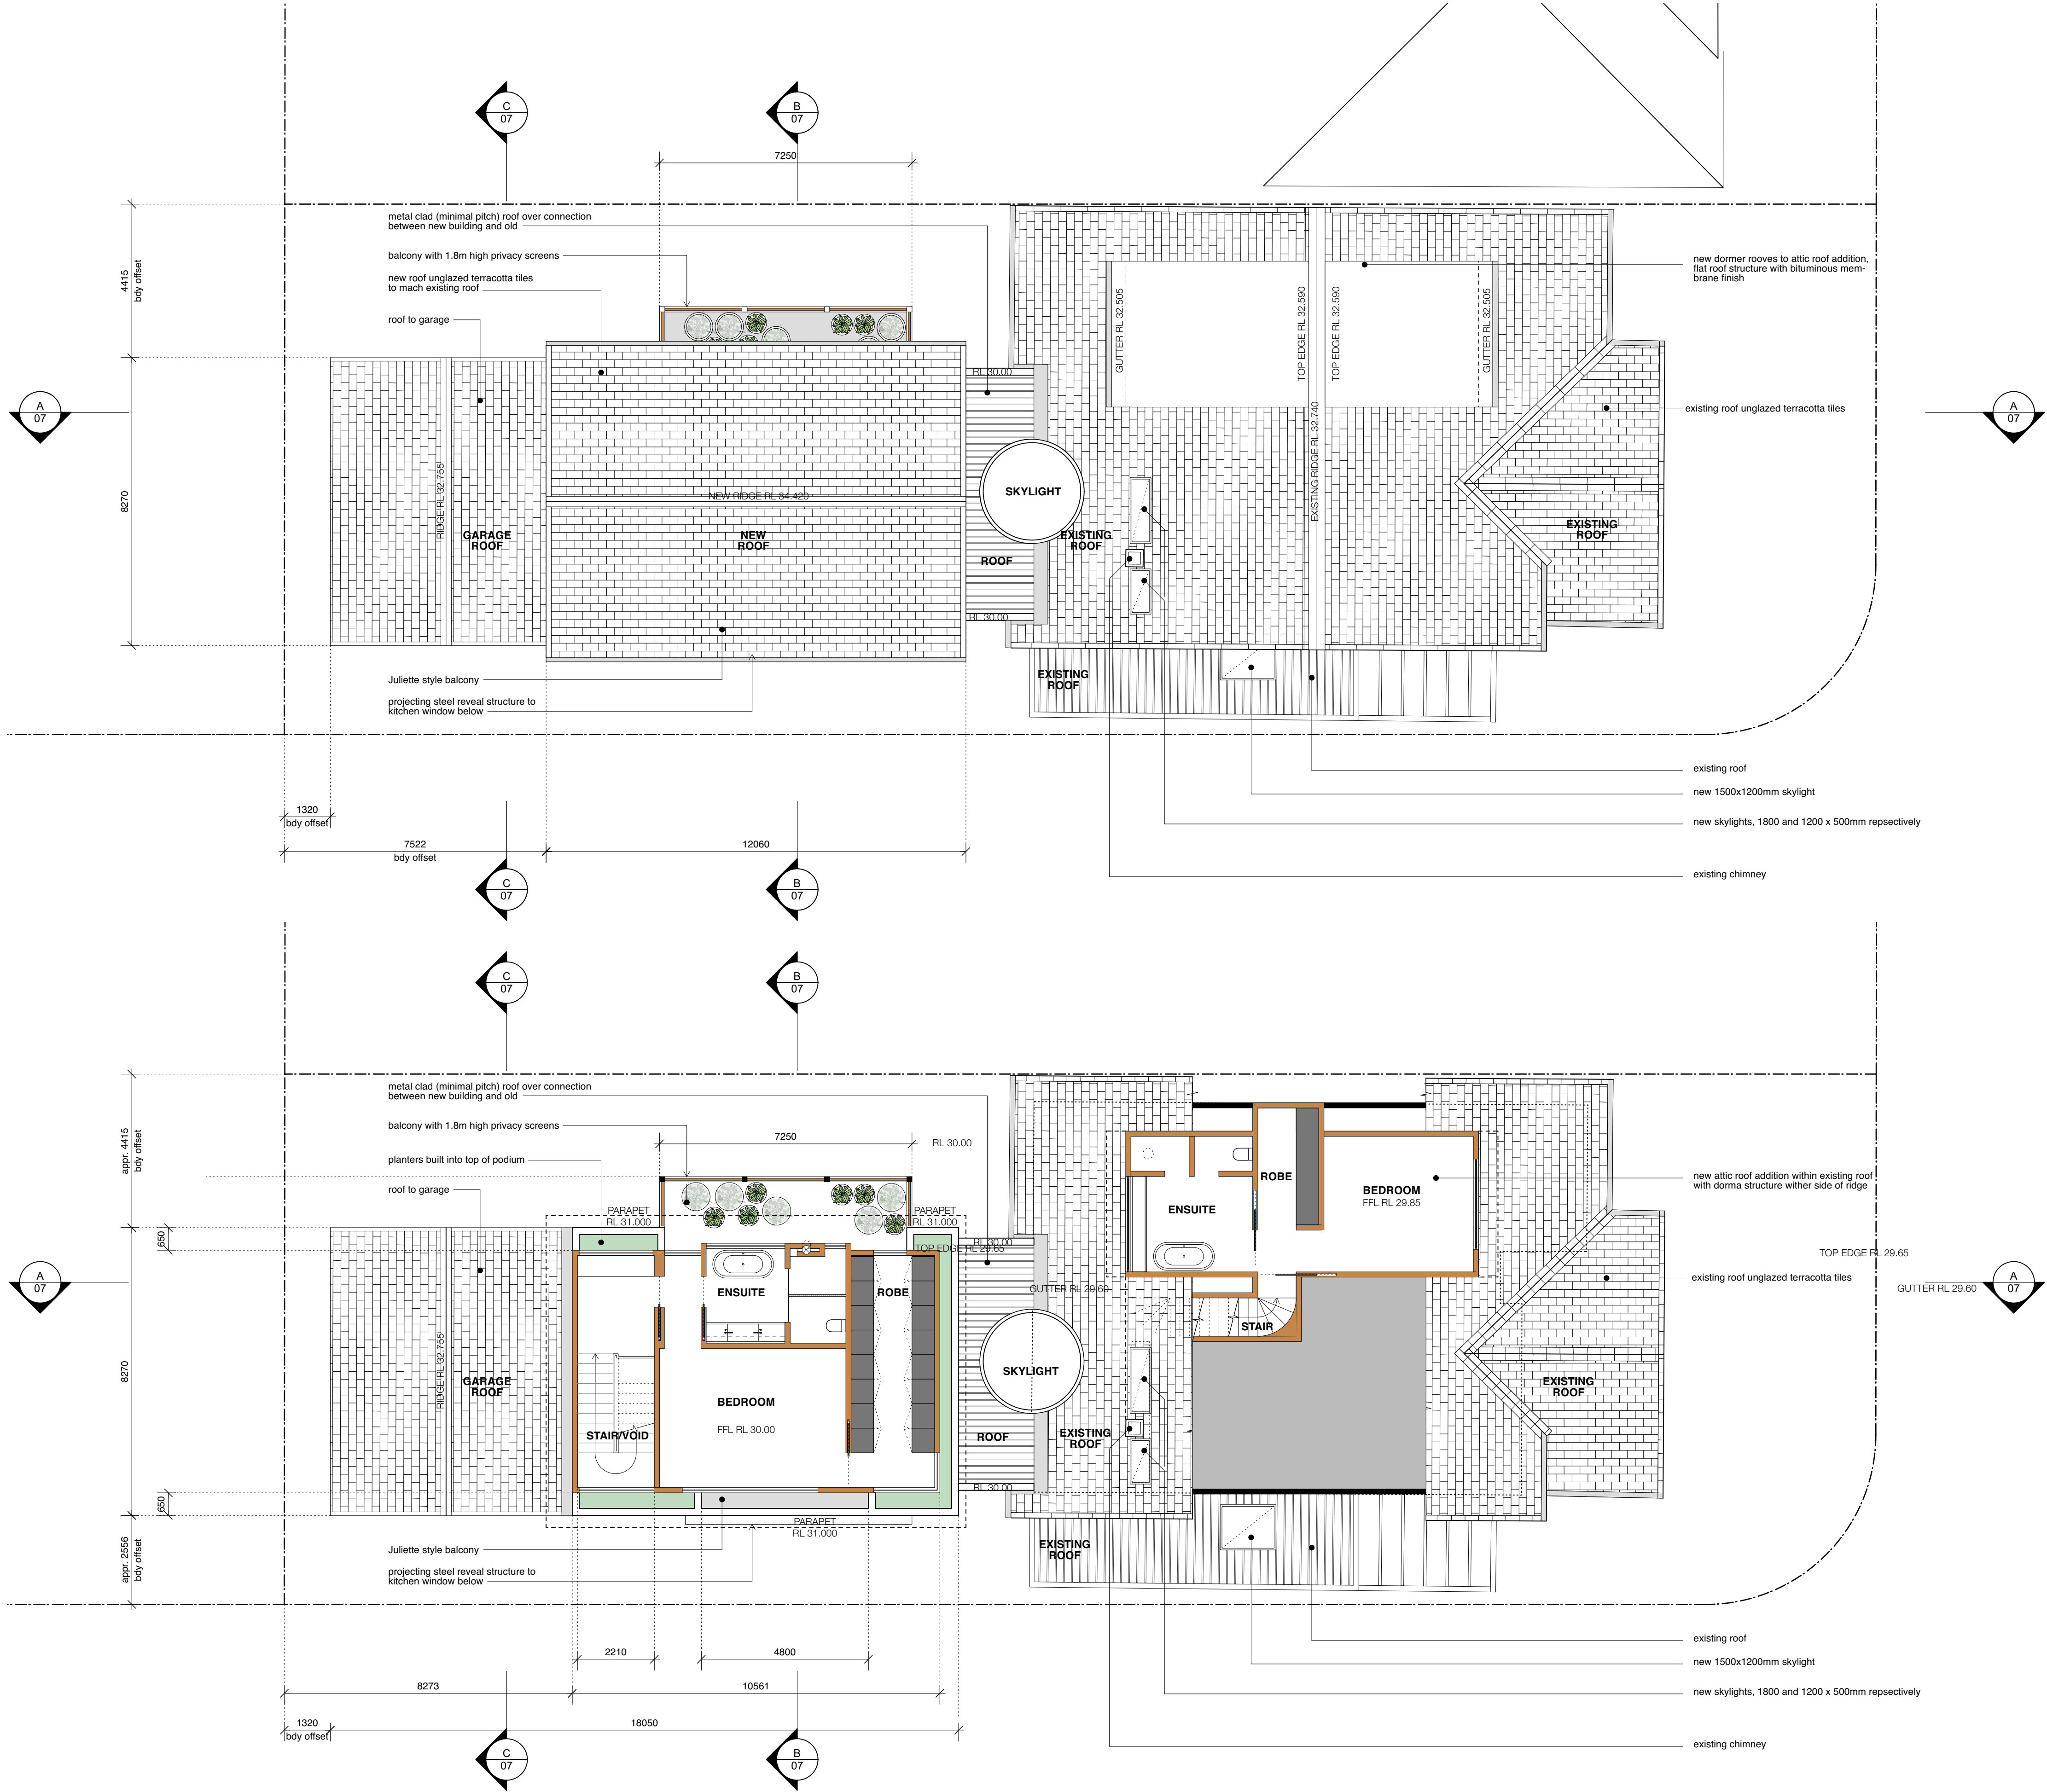 C
07
B
07
7250
metal clad (minimal pitch) roof over connection
between new building and old
balcony with 1.8m high privacy screens
new roof unglazed terracotta tiles
to mach existing roof
roof to garage
4415
bdy offset
8270
A
07
RIDGE RL 32.755
GARAGE
ROOF
NEW RIDGE RL 34.420
NEW
ROOF
RL 30.00
SKYLIGHT
ROOF
RL 30.00
EXISTING
ROOF
GUTTER RL 32.505
TOP EDGE RL 32.590
TOP EDGE RL 32.590
GUTTER RL 32.505
EXISTING RIDGE RL 32.740
EXISTING
ROOF
EXISTING
ROOF
new dormer rooves to attic roof addition,
flat roof structure with bituminous mem-
brane finish
existing roof unglazed terracotta tiles
A
07
Juliette style balcony
projecting steel reveal structure to
kitchen window below
existing roof
new 1500x1200mm skylight
new skylights, 1800 and 1200 x 500mm repsectively
existing chimney
1320
bdy offset
7522
bdy offset
12060
C
07
B
07
C
07
B
07
metal clad (minimal pitch) roof over connection
between new building and old
balcony with 1.8m high privacy screens
planters built into top of podium
roof to garage
7250
RL 30.00
appr. 4415
bdy offset
650
8270
650
appr. 2556
bdy offset
A
07
RIDGE RL 32.755
GARAGE
ROOF
PARAPET
RL 31.000
PARAPET
RL 31.000
RL 30.00
TOP EDGE RL 29.65
ENSUITE
ROBE
BEDROOM
FFL RL 30.00
STAIR/VOID
PARAPET
RL 31.000
GUTTER RL 29.60
SKYLIGHT
ROOF
RL 30.00
EXISTING
ROOF
ENSUITE
ROBE
BEDROOM
FFL RL 29.85
STAIR
EXISTING
ROOF
EXISTING
ROOF
new attic roof addition within existing roof
with dorma structure wither side of ridge
TOP EDGE RL 29.65
existing roof unglazed terracotta tiles
GUTTER RL 29.60
A
07
Juliette style balcony
projecting steel reveal structure to
kitchen window below
existing roof
new 1500x1200mm skylight
new skylights, 1800 and 1200 x 500mm repsectively
existing chimney
2210
4800
8273
10561
1320
bdy offset
18050
C
07
B
07